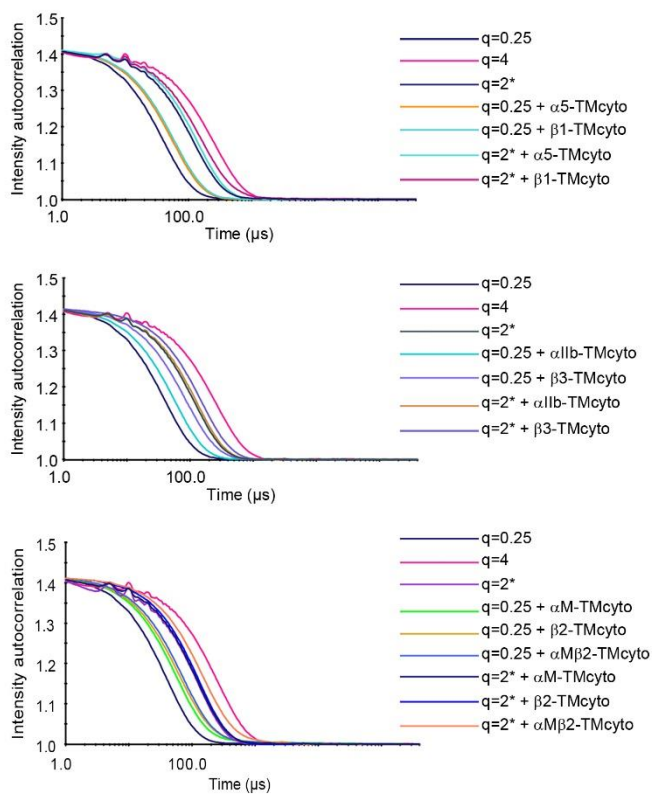 1.5
1.4
1.3
1.2
1.1
1.0
Intensity autocorrelation
1.0
100.0
Time (µs)
q=0.25
q=4
q=2*
q=0.25 + α5-TMcyto
q=0.25 + β1-TMcyto
q=2* + α5-TMcyto
q=2* + β1-TMcyto
1.5
1.4
1.3
1.2
1.1
1.0
Intensity autocorrelation
1.0
100.0
Time (µs)
q=0.25
q=4
q=2*
q=0.25 + αIIb-TMcyto
q=0.25 + β3-TMcyto
q=2* + αIIb-TMcyto
q=2* + β3-TMcyto
1.5
1.4
1.3
1.2
1.1
1.0
Intensity autocorrelation
1.0
100.0
Time (µs)
q=0.25
q=4
q=2*
q=0.25 + αM-TMcyto
q=0.25 + β2-TMcyto
q=0.25 + αMβ2-TMcyto
q=2* + αM-TMcyto
q=2* + β2-TMcyto
q=2* + αMβ2-TMcyto